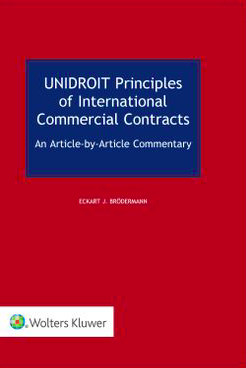 UNIDROIT Principles
of International
Commercial Contracts
An Article-by-Article Commentary
ECKART J. BRÖDERMANN
Wolters Kluwer